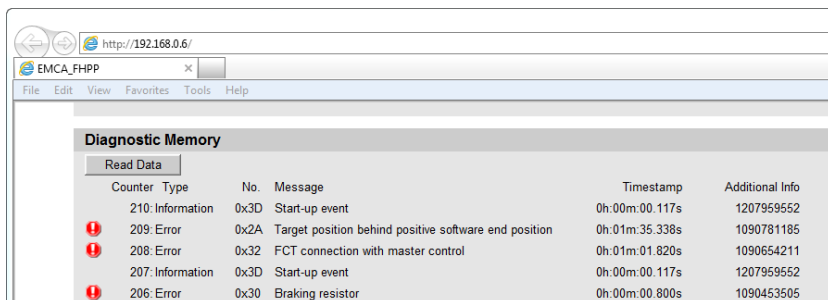 http://192.168.0.6/
EMCA_FHPP
File Edit View Favorites Tools Help
Diagnostic Memory
Read Data
Counter Type No. Message Timestamp Additional Info
210: Information 0x3D Start-up event 0h:00m:00.117s 1207959552
209: Error 0x2A Target position behind positive software end position 0h:01m:35.338s 1090781185
208: Error 0x32 FCT connection with master control 0h:01m:01.820s 1090654211
207: Information 0x3D Start-up event 0h:00m:00.117s 1207959552
206: Error 0x30 Braking resistor 0h:00m:00.800s 1090453505